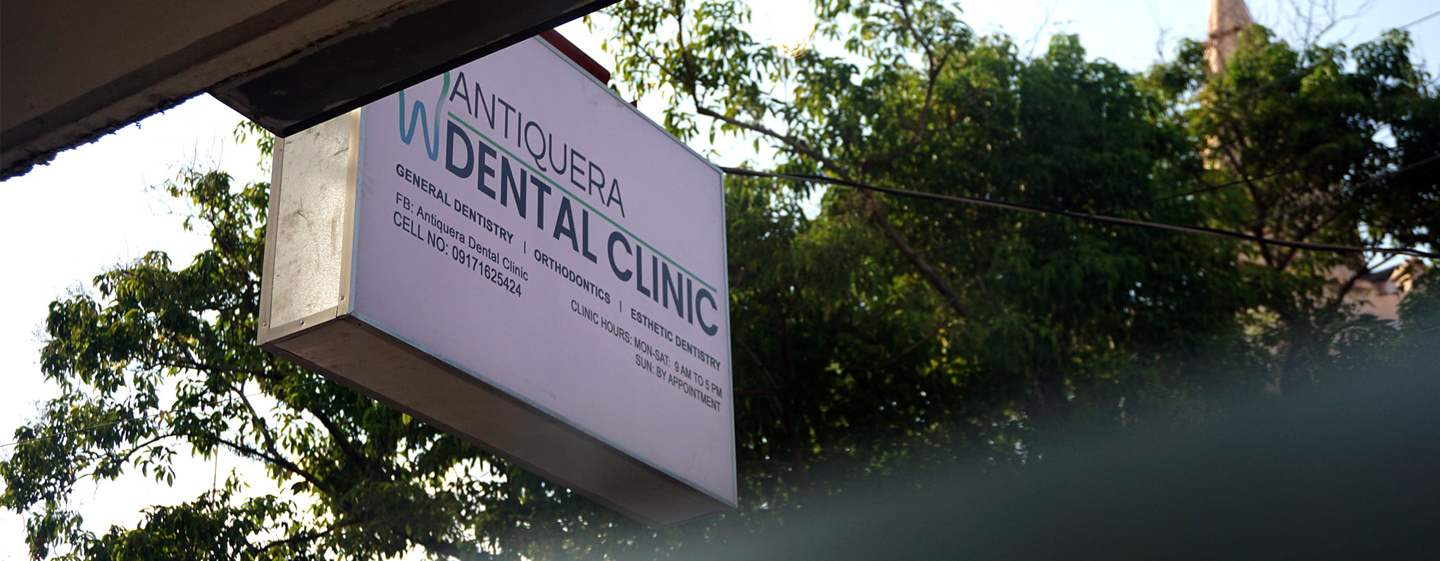 ANTIQUERA
DENTAL CLINIC
GENERAL DENTISTRY | ORTHODONTICS | ESTHETIC DENTISTRY
FB: Antiquera Dental Clinic
CELL NO: 09171625424
CLINIC HOURS: MON-SAT: 9 AM TO 5 PM
SUN: BY APPOINTMENT